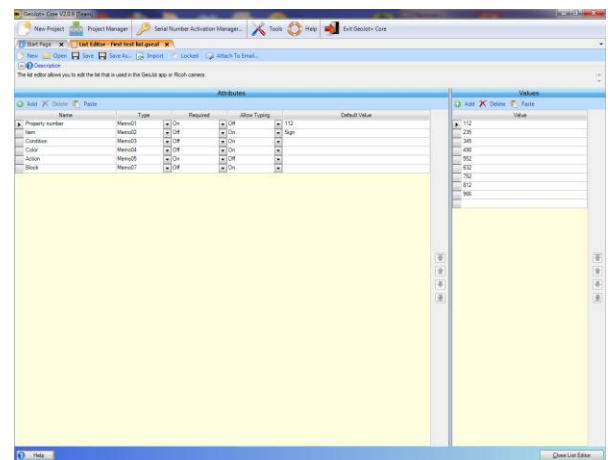 GeoJot+ Core V2.0.9 [Team]
New Project Project Manager Serial Number Activation Manager... Tools Help Exit GeoJot+ Core
Start Page List Editor - First test list.gwcat
New Open Save Save As... Import Locked Attach To Email...
Description
The list editor allows you to edit the list that is used in the GeoJot app or Ricoh camera.
Attributes Values
Add Delete Paste Add Delete Paste
Name Type Required Allow Typing Default Value Value
Property number Memo01 On Off 112 112
Item Memo02 Off On Sign 235
Condition Memo03 Off On 345
Color Memo04 Off On
Action Memo05 Off Off 552
Block Memo07 Off On 632
752
812
986
Help Close List Editor